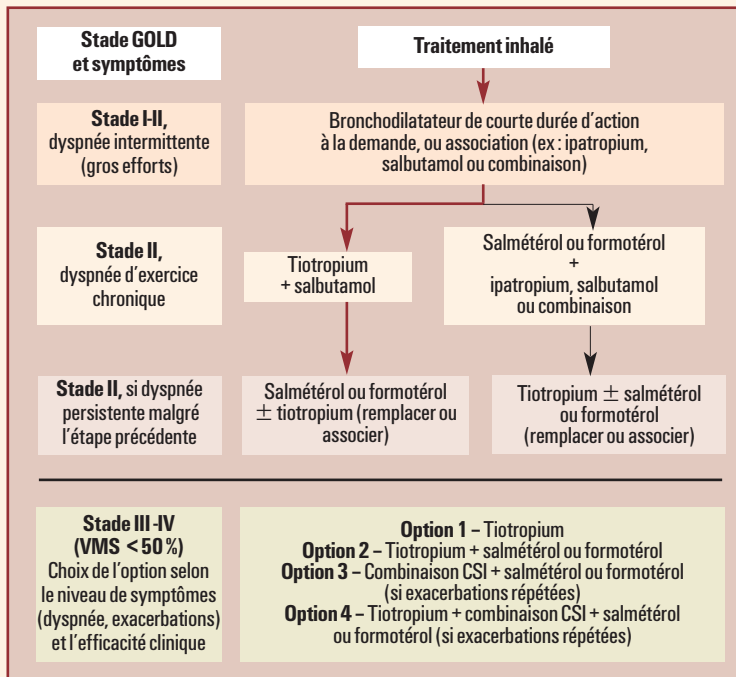 Stade GOLD
et symptômes
Traitement inhalé
Stade I-II,
dyspnée intermittente
(gros efforts)
Bronchodilatateur de courte durée d'action
à la demande, ou association (ex : ipatropium,
salbutamol ou combinaison)
Stade II,
dyspnée d'exercice
chronique
Tiotropium
+ salbutamol
Salmétérol ou formotérol
+
ipatropium, salbutamol
ou combinaison
Stade II, si dyspnée
persistente malgré
l'étape précédente
Salmétérol ou formotérol
± tiotropium (remplacer ou
associer)
Tiotropium ± salmétérol
ou formotérol
(remplacer ou associer)
Stade III-IV
(VMS < 50 %)
Choix de l'option selon
le niveau de symptômes
(dyspnée, exacerbations)
et l'efficacité clinique
Option 1 – Tiotropium
Option 2 – Tiotropium + salmétérol ou formotérol
Option 3 – Combinaison CSI + salmétérol ou formotérol
(si exacerbations répétées)
Option 4 – Tiotropium + combinaison CSI + salmétérol
ou formotérol (si exacerbations répétées)